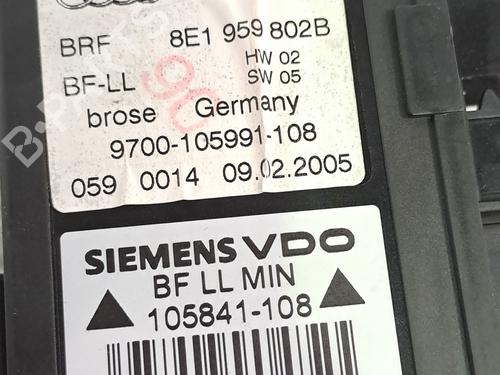 BRF 8E1 959 802B
HW 02
BF-LL SW 05
90
brose Germany
9700-105991-108
059 0014 09.02.2005
SIEMENS VDO
BF LL MIN
105841-108